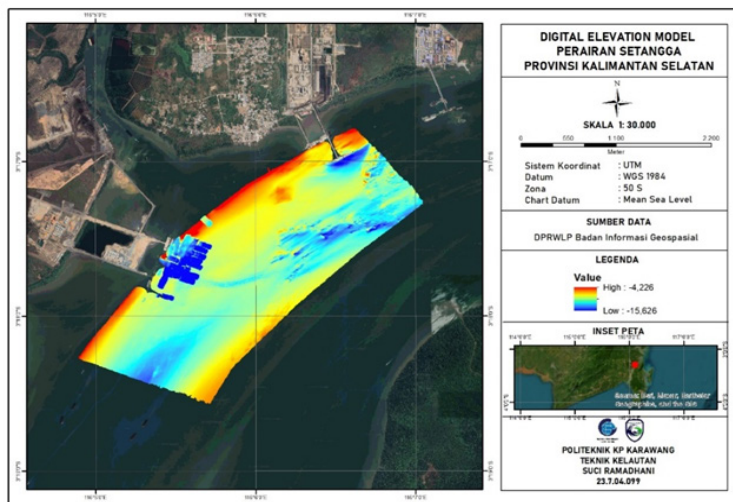 DIGITAL ELEVATION MODEL
PERAIRAN SETANGGA
PROVINSI KALIMANTAN SELATAN
N
SKALA 1: 30.000
0 550 1.100 2.200
Meter
Sistem Koordinat : UTM
Datum : WGS 1984
Zona : 50 S
Chart Datum : Mean Sea Level
SUMBER DATA
DPRWLP Badan Informasi Geospasial
LEGENDA
Value
High : -4,226
Low : -15,626
INSET PETA
POLITEKNIK KP KARAWANG
TEKNIK KELAUTAN
SUCI RAMADHANI
23.7.04.099